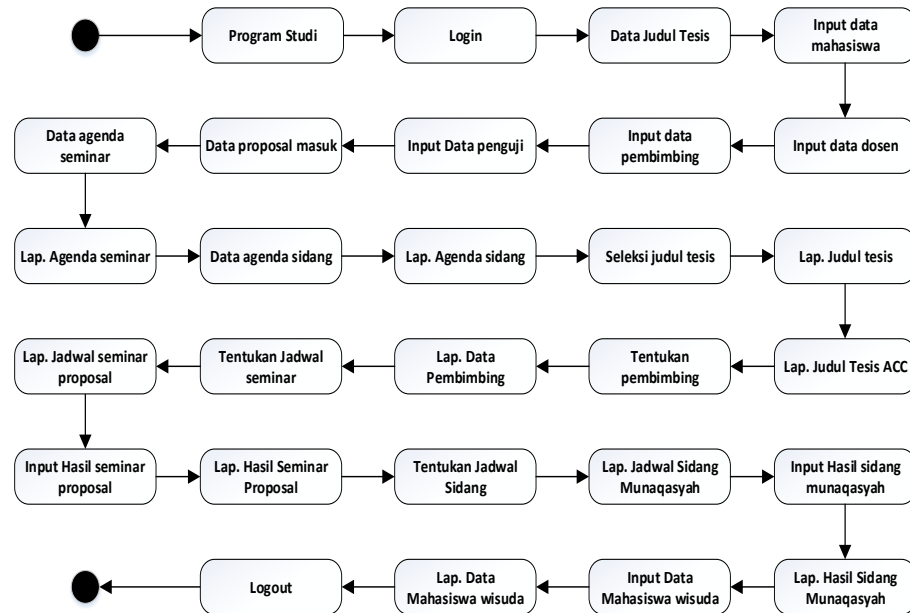 Program Studi
Login
Data Judul Tesis
Input data
mahasiswa
Input data dosen
Input data
pembimbing
Input Data penguji
Data proposal masuk
Data agenda
seminar
Lap. Agenda seminar
Data agenda sidang
Lap. Agenda sidang
Seleksi judul tesis
Lap. Judul tesis
Lap. Judul Tesis ACC
Tentukan
pembimbing
Lap. Data
Pembimbing
Tentukan Jadwal
seminar
Lap. Jadwal seminar
proposal
Input Hasil seminar
proposal
Lap. Hasil Seminar
Proposal
Tentukan Jadwal
Sidang
Lap. Jadwal Sidang
Munaqasyah
Input Hasil sidang
munaqasyah
Lap. Hasil Sidang
Munaqasyah
Input Data
Mahasiswa wisuda
Lap. Data
Mahasiswa wisuda
Logout